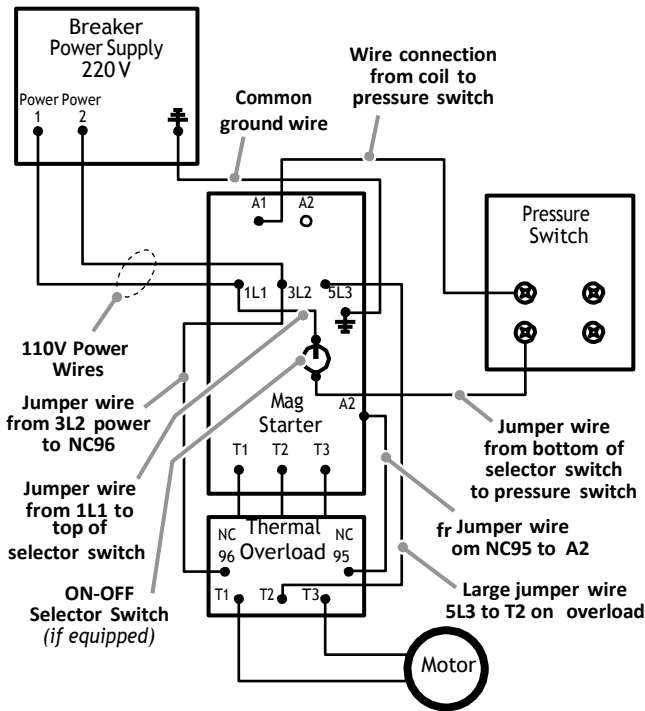 Breaker
Power Supply
220 V
Power Power
1 2
Common
ground wire
Wire connection
from coil to
pressure switch
A1 A2
Pressure
Switch
1L1 3L2 5L3
110V Power
Wires
Jumper wire
from 3L2 power
to NC96
Mag
Starter
A2
Jumper wire
from bottom of
selector switch
to pressure switch
T1 T2 T3
Jumper wire
from 1L1 to
top of
selector switch
Thermal
Overload
NC
96
NC
95
fr Jumper wire
om NC95 to A2
ON-OFF
Selector Switch
(if equipped)
T1 T2 T3
Large jumper wire
5L3 to T2 on overload
Motor